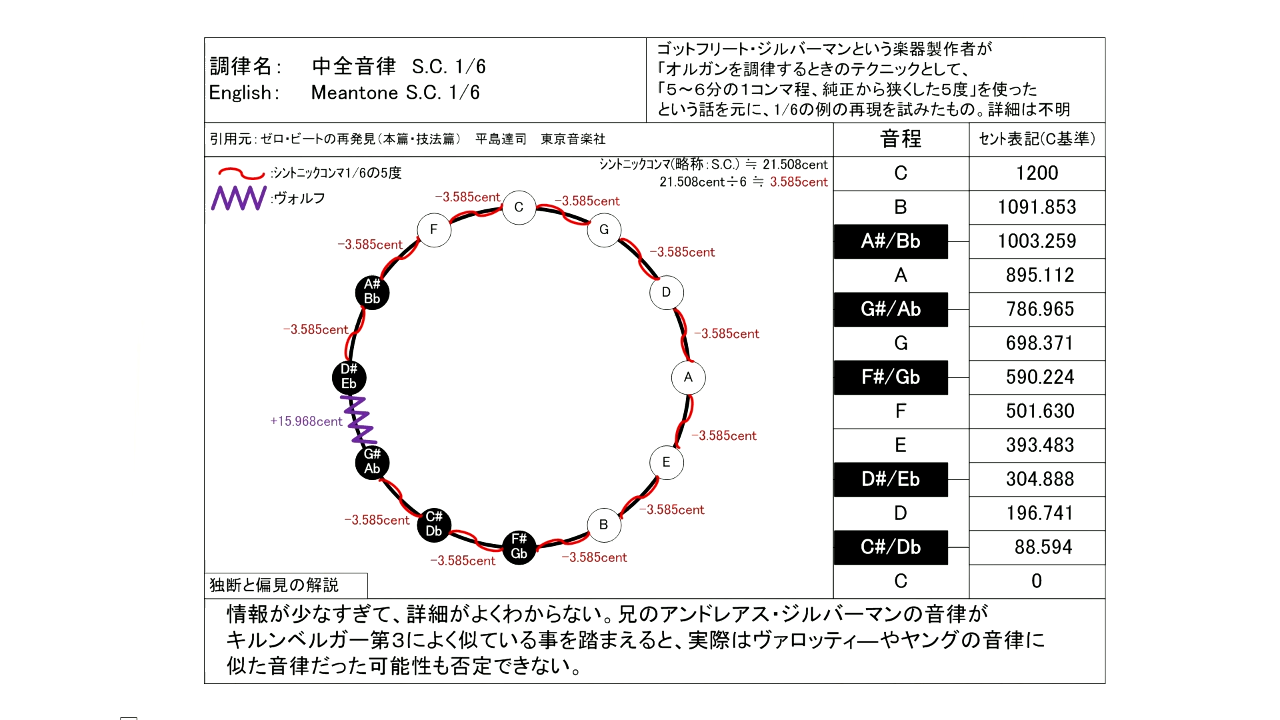 調律名： 中全音律 S.C. 1/6
English： Meantone S.C. 1/6
ゴットフリート・ジルバーマンという楽器製作者が
「オルガンを調律するときのテクニックとして、
「５～６分の１コンマ程、純正から狭くした５度」を使った
という話を元に、1/6の例の再現を試みたもの。詳細は不明
引用元：ゼロ・ビートの再発見（本篇・技法篇） 平島達司 東京音楽社
音程
セント表記（C基準）
:シントニックコンマ1/6の5度
:ヴォルフ
シントニックコンマ(略称：S.C.) ≒ 21.508cent
21.508cent÷6 ≒ 3.585cent
-3.585cent
C
-3.585cent
F
G
-3.585cent
-3.585cent
A#
Bb
D
-3.585cent
-3.585cent
D#
Eb
A
+15.968cent
-3.585cent
G#
Ab
E
-3.585cent
-3.585cent
C#
Db
B
F#
Gb
-3.585cent
-3.585cent
C 1200
B 1091.853
A#/Bb 1003.259
A 895.112
G#/Ab 786.965
G 698.371
F#/Gb 590.224
F 501.630
E 393.483
D#/Eb 304.888
D 196.741
C#/Db 88.594
C 0
独断と偏見の解説
情報が少なすぎて、詳細がよくわからない。兄のアンドレアス・ジルバーマンの音律が
キルンベルガー第３によく似ている事を踏まえると、実際はヴァロッティ―やヤングの音律に
似た音律だった可能性も否定できない。